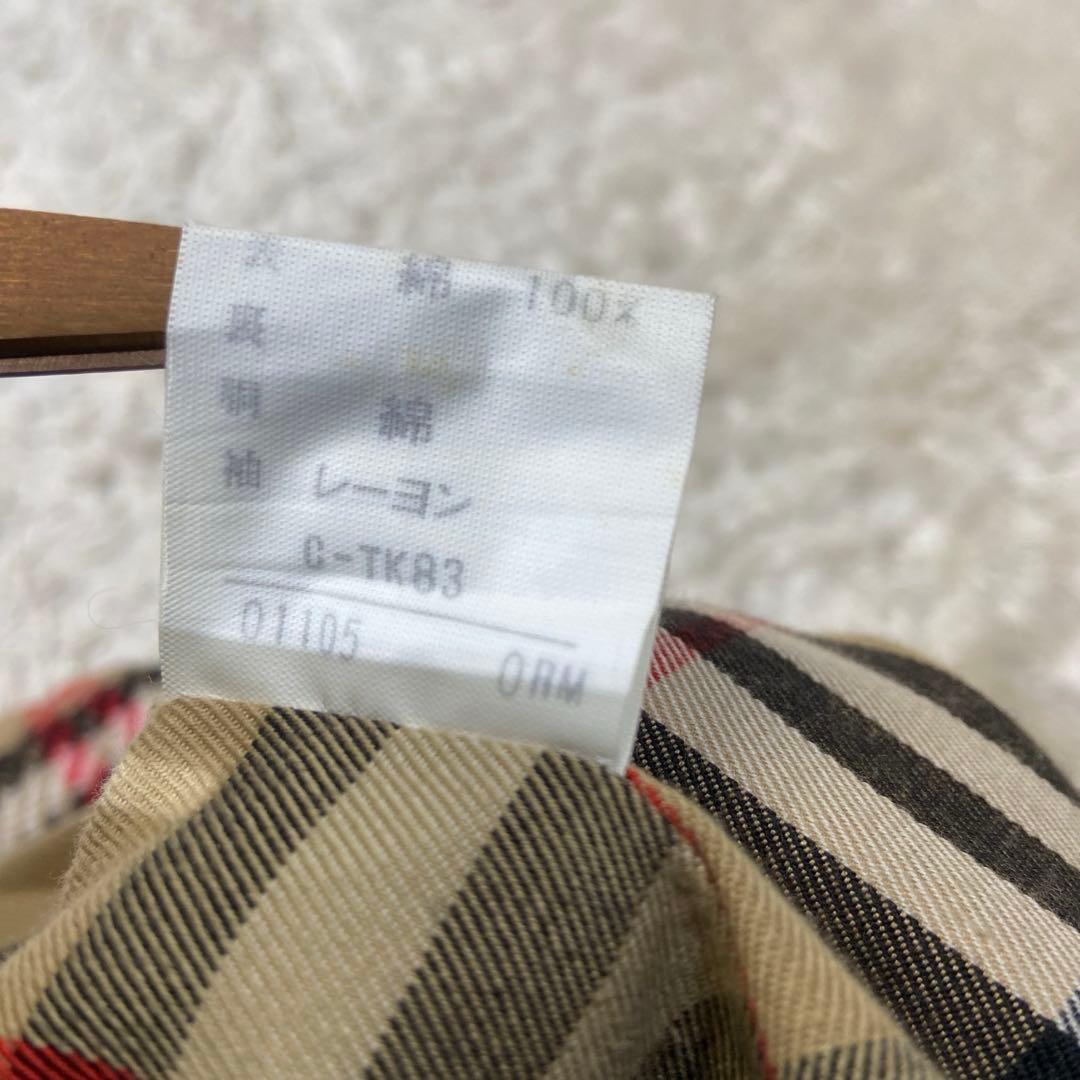 表 綿 100%
裏
胴 綿
袖 レーヨン
C-TK83
01105 ORM